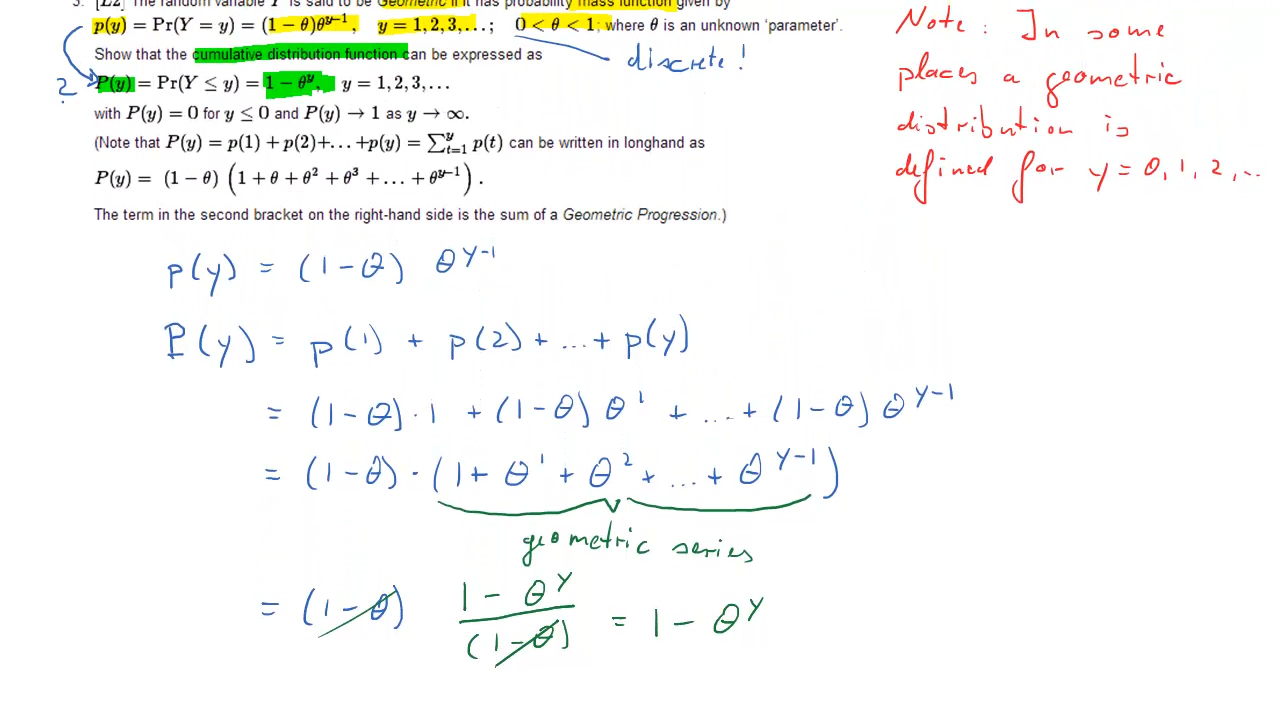 3. [L2] The random variable Y is said to be Geometric if it has probability mass function given by
p(y) = Pr(Y = y) = (1 − θ)θ^{y−1}, y = 1, 2, 3, …; 0 < θ < 1; where θ is an unknown ‘parameter’.
Show that the cumulative distribution function can be expressed as
discrete!
? P(y) = Pr(Y ≤ y) = 1 − θ^y, y = 1, 2, 3, …
with P(y) = 0 for y ≤ 0 and P(y) → 1 as y → ∞.
(Note that P(y) = p(1) + p(2)+…+p(y) = ∑_{t=1}^{y} p(t) can be written in longhand as
P(y) = (1 − θ) (1 + θ + θ² + θ³ + … + θ^{y−1}) .
The term in the second bracket on the right-hand side is the sum of a Geometric Progression.)
Note: In some
places a geometric
distribution is
defined for y = 0, 1, 2, ...
p(y) = (1−θ) θ^{y−1}
P(y) = p(1) + p(2) + ... + p(y)
= (1−θ)·1 + (1−θ) θ^1 + ... + (1−θ) θ^{y−1}
= (1−θ)·(1 + θ^1 + θ^2 + ... + θ^{y−1})
geometric series
= (1−θ) (1 − θ^y)/(1−θ) = 1 − θ^y